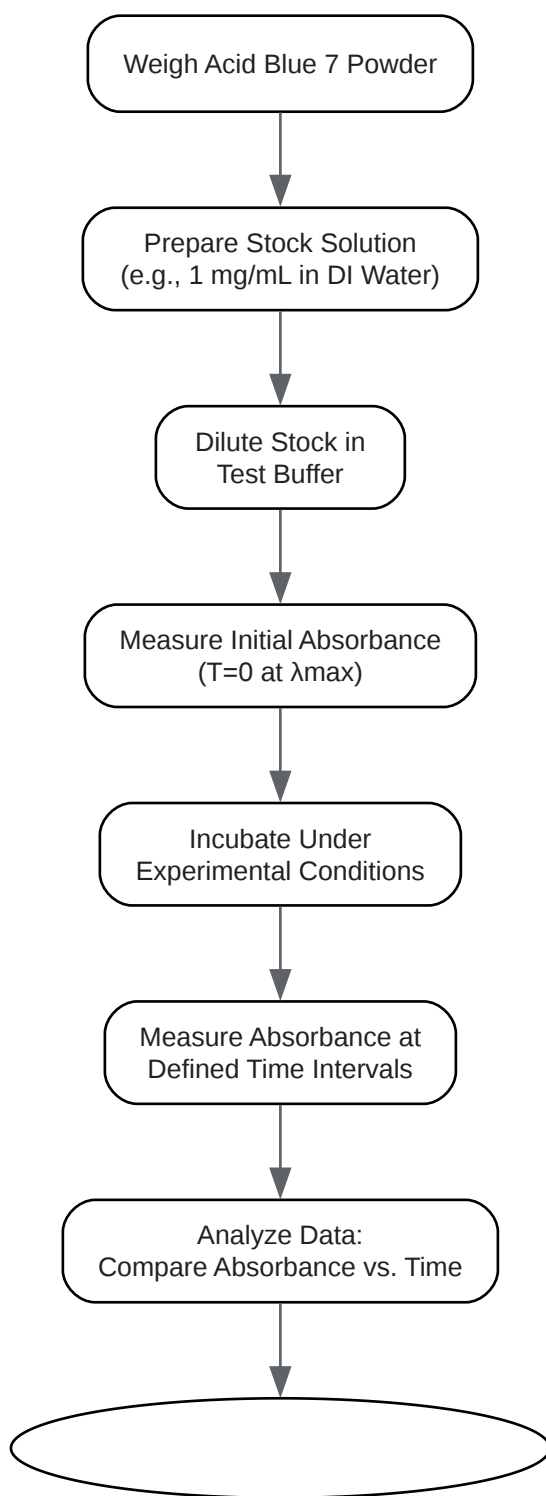 Weigh Acid Blue 7 Powder
Prepare Stock Solution
(e.g., 1 mg/mL in DI Water)
Dilute Stock in
Test Buffer
Measure Initial Absorbance
(T=0 at λmax)
Incubate Under
Experimental Conditions
Measure Absorbance at
Defined Time Intervals
Analyze Data:
Compare Absorbance vs. Time